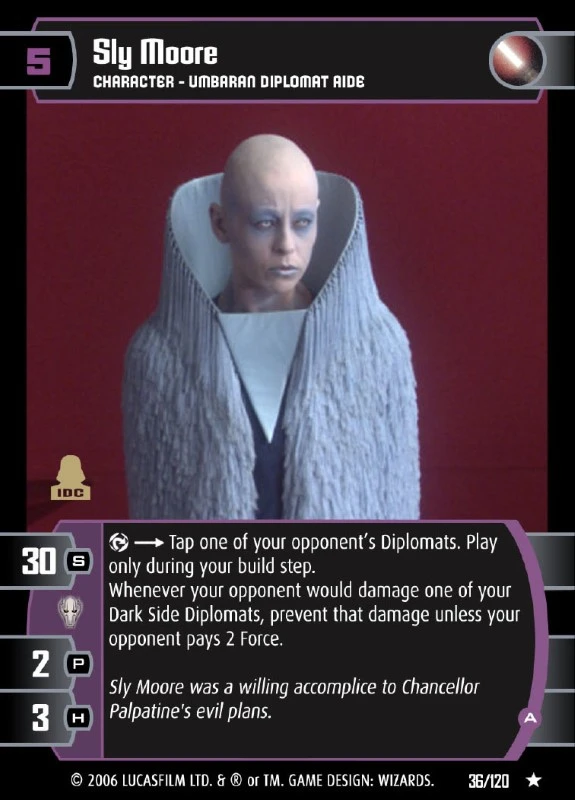 5
Sly Moore
CHARACTER - UMBARAN DIPLOMAT AIDE
IDC
30 S
2 P
3 H
→ Tap one of your opponent's Diplomats. Play
only during your build step.
Whenever your opponent would damage one of your
Dark Side Diplomats, prevent that damage unless your
opponent pays 2 Force.
Sly Moore was a willing accomplice to Chancellor
Palpatine's evil plans.
A
© 2006 LUCASFILM LTD. & ® or TM. GAME DESIGN: WIZARDS. 36/120 ★